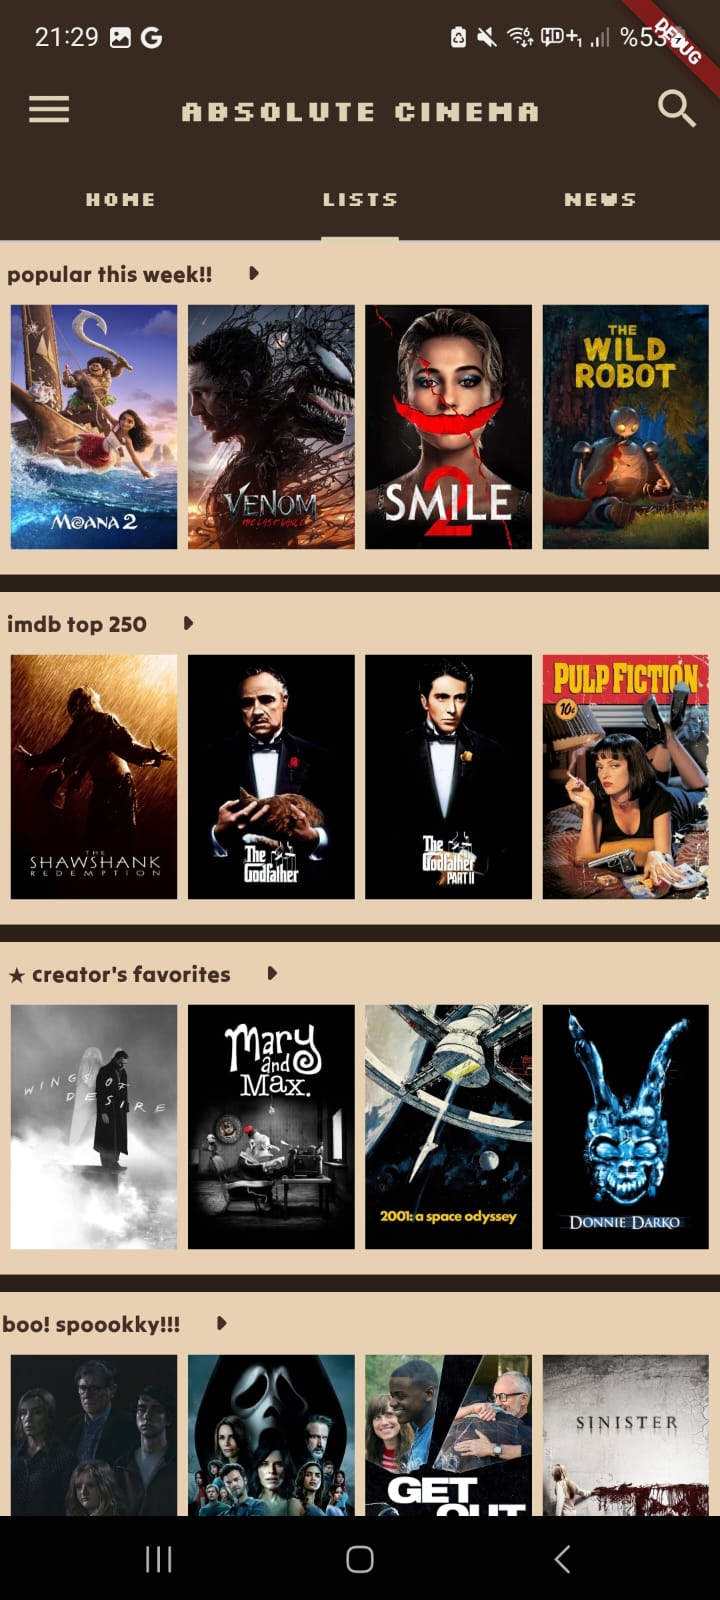 21:29 HD+ %53
DEBUG
ABSOLUTE CINEMA
HOME LISTS NEWS
popular this week!!
MOANA 2
VENOM
THE LAST DANCE
SMILE
2
THE
WILD
ROBOT
imdb top 250
THE
SHAWSHANK
REDEMPTION
The
Godfather
The
Godfather
PART II
PULP FICTION
10¢
★ creator's favorites
WINGS OF
DESIRE
Mary
and
Max.
2001: a space odyssey
DONNIE DARKO
boo! spoookky!!!
GET
OUT
SINISTER